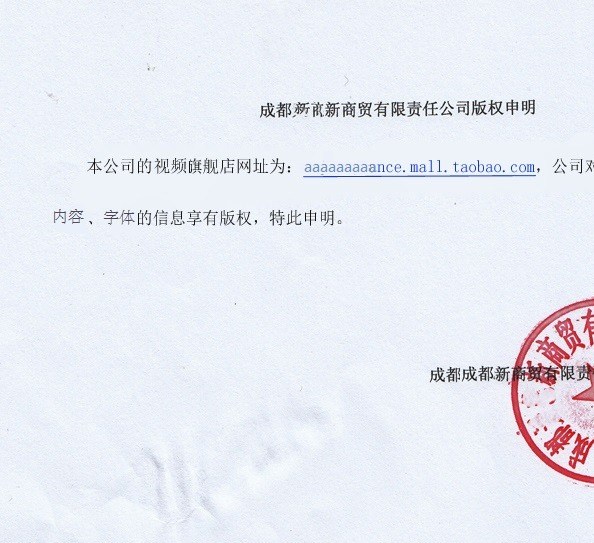 成都新商新商贸有限责任公司版权申明
本公司的视频旗舰店网址为：aaaaaaaaance.mall.taobao.com，公司对
内容、字体的信息享有版权，特此申明。
成都成都新商贸有限责
成都 商贸有